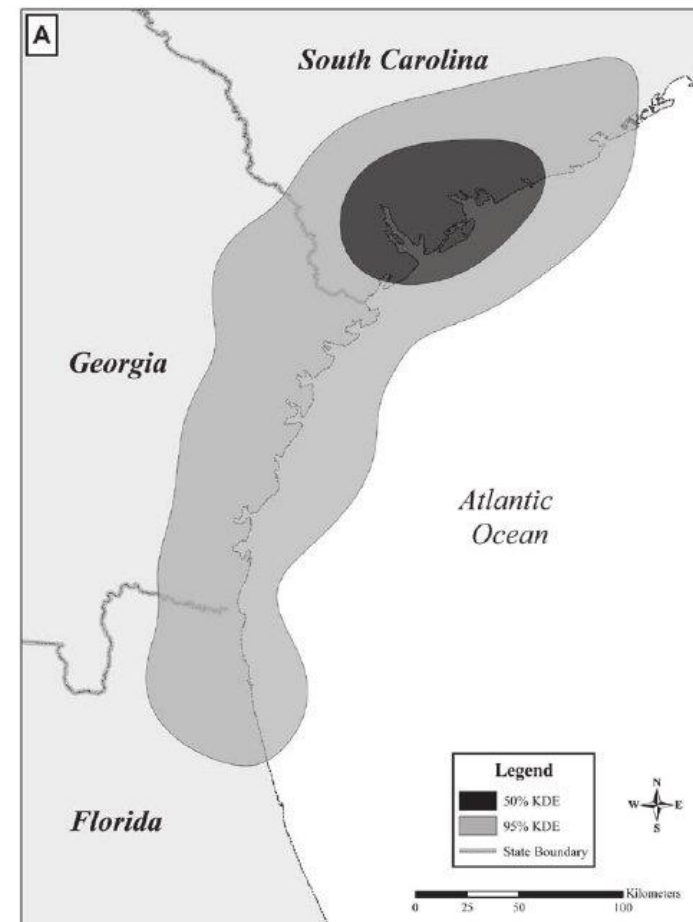 A
South Carolina
Georgia
Atlantic
Ocean
Florida
Legend
50% KDE
95% KDE
State Boundary
N
W E
S
Kilometers
0 25 50 100